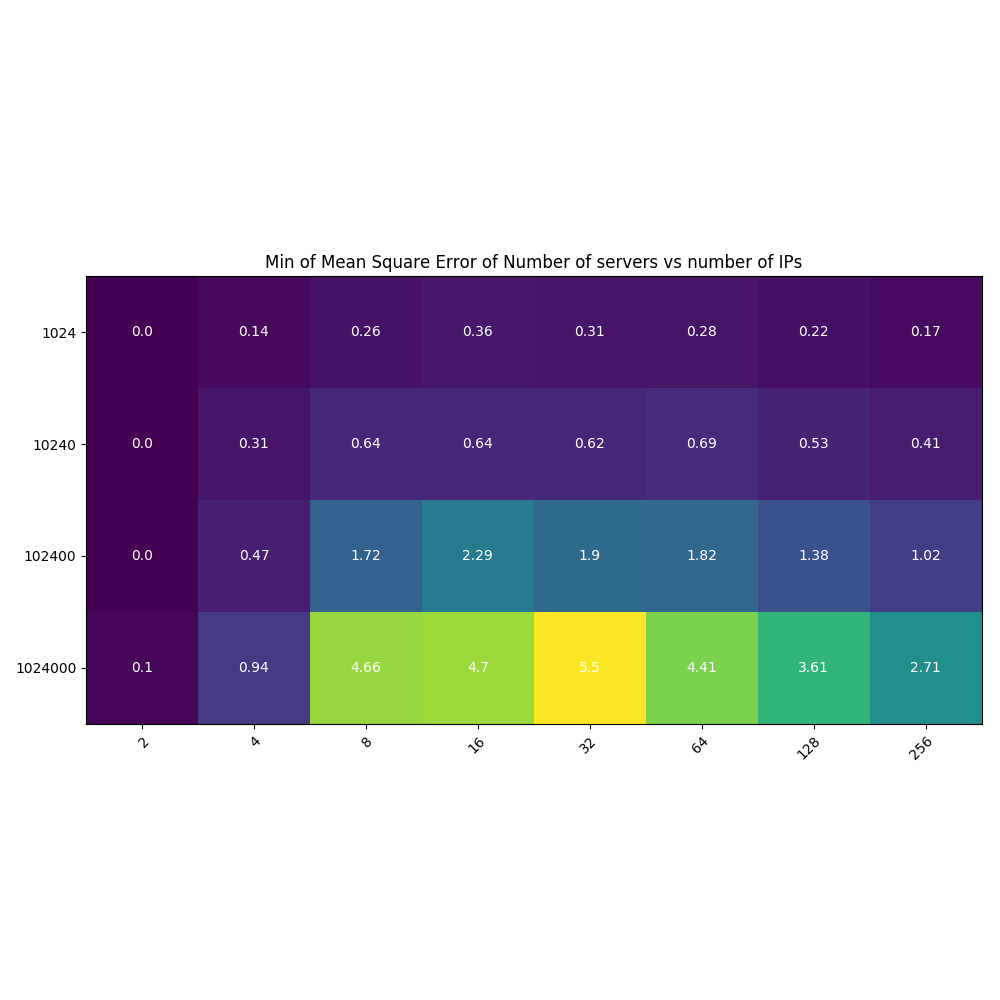 Min of Mean Square Error of Number of servers vs number of IPs
1024 0.0 0.14 0.26 0.36 0.31 0.28 0.22 0.17
10240 0.0 0.31 0.64 0.64 0.62 0.69 0.53 0.41
102400 0.0 0.47 1.72 2.29 1.9 1.82 1.38 1.02
1024000 0.1 0.94 4.66 4.7 5.5 4.41 3.61 2.71
2 4 8 16 32 64 128 256